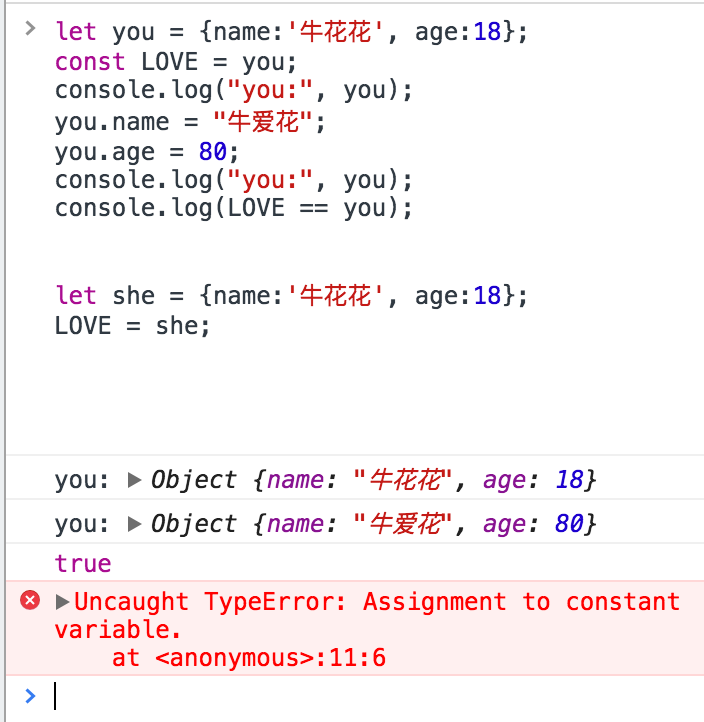 let you = {name:'牛花花', age:18};
const LOVE = you;
console.log("you:", you);
you.name = "牛爱花";
you.age = 80;
console.log("you:", you);
console.log(LOVE == you);
let she = {name:'牛花花', age:18};
LOVE = she;
you: ▶Object {name: "牛花花", age: 18}
you: ▶Object {name: "牛爱花", age: 80}
true
▶Uncaught TypeError: Assignment to constant
variable.
at <anonymous>:11:6